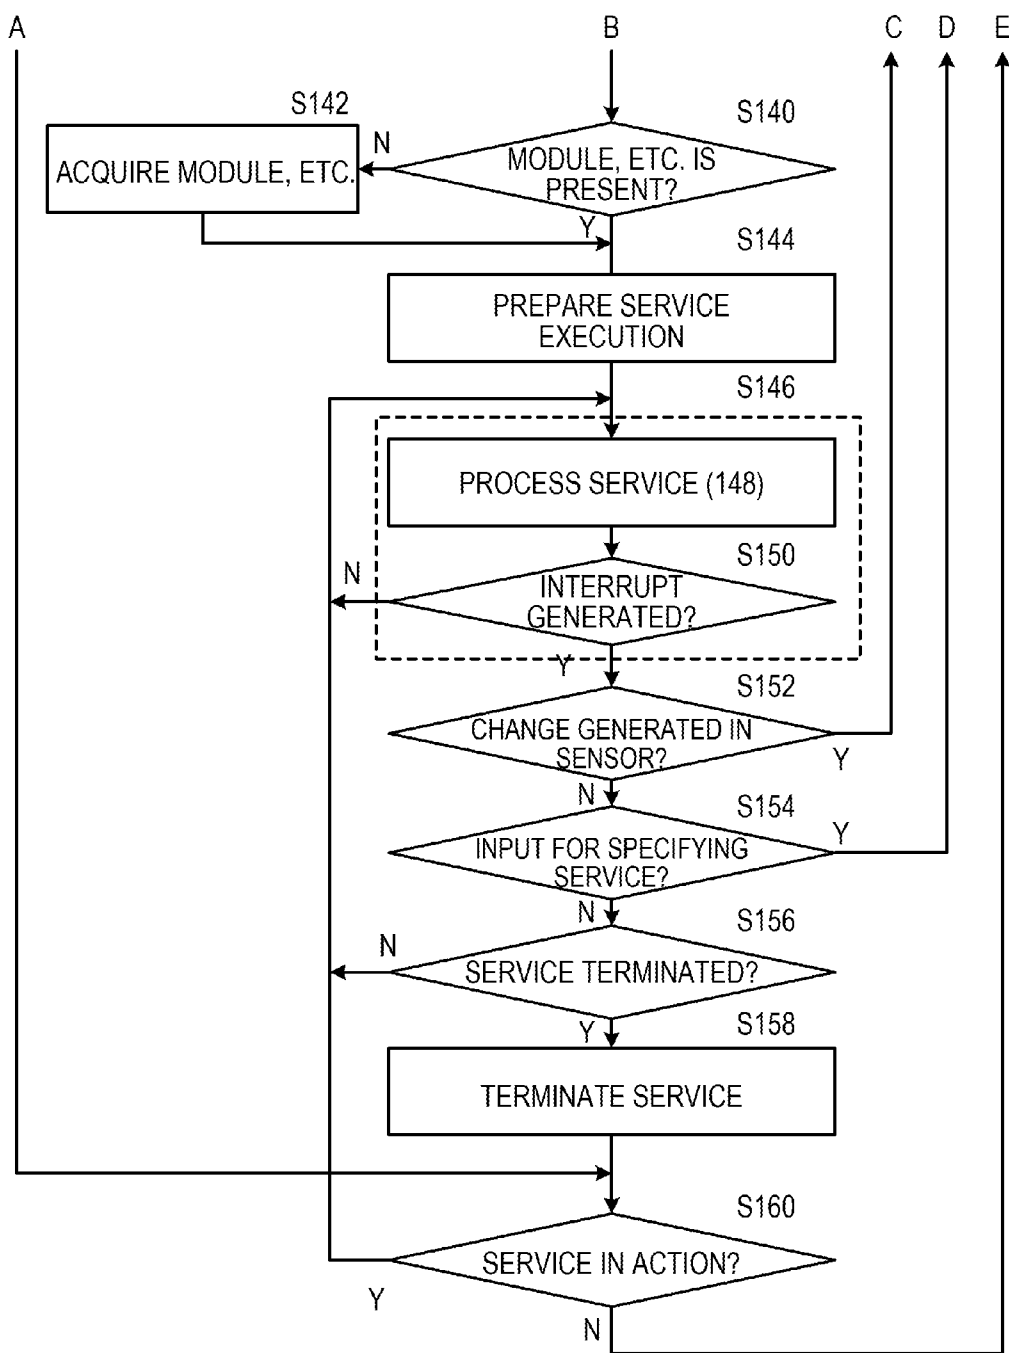 A
B
C
D
E
S142
S140
ACQUIRE MODULE, ETC.
N
MODULE, ETC. IS
PRESENT?
Y
S144
PREPARE SERVICE
EXECUTION
S146
PROCESS SERVICE (148)
S150
N
INTERRUPT
GENERATED?
Y
S152
CHANGE GENERATED IN
SENSOR?
Y
N
S154
INPUT FOR SPECIFYING
SERVICE?
Y
N
S156
N
SERVICE TERMINATED?
Y
S158
TERMINATE SERVICE
S160
SERVICE IN ACTION?
Y
N